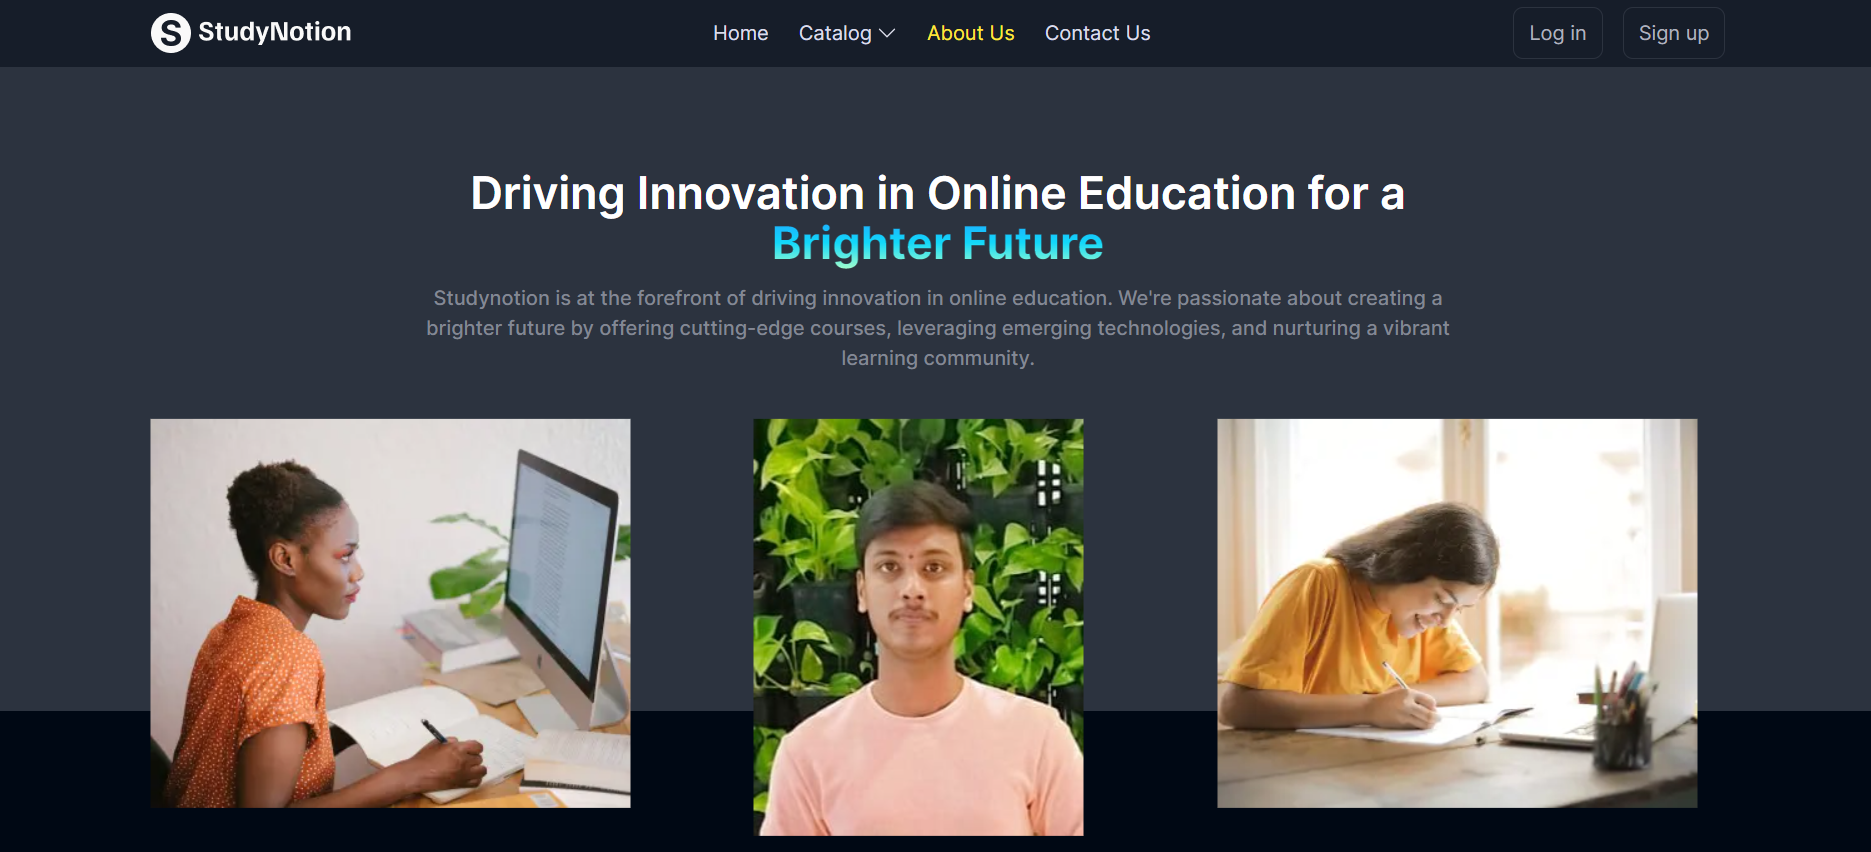 S StudyNotion
Home Catalog About Us Contact Us
Log in Sign up
Driving Innovation in Online Education for a
Brighter Future
Studynotion is at the forefront of driving innovation in online education. We're passionate about creating a
brighter future by offering cutting-edge courses, leveraging emerging technologies, and nurturing a vibrant
learning community.